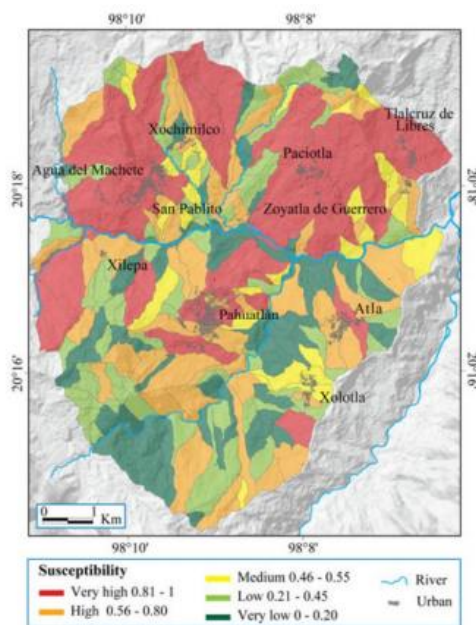 98°10' 98°8'
Tlalcruz de
Libres
Xochimilco
Paciotla
Agua del Machete
20°18' 20°18'
San Pablito
Zoyatla de Guerrero
Xilepa
Pahuatlán
Atla
20°16' 20°16'
Xolotla
0 1
Km
98°10' 98°8'
Susceptibility
Very high 0.81 - 1
High 0.56 - 0.80
Medium 0.46 - 0.55
Low 0.21 - 0.45
Very low 0 - 0.20
River
Urban